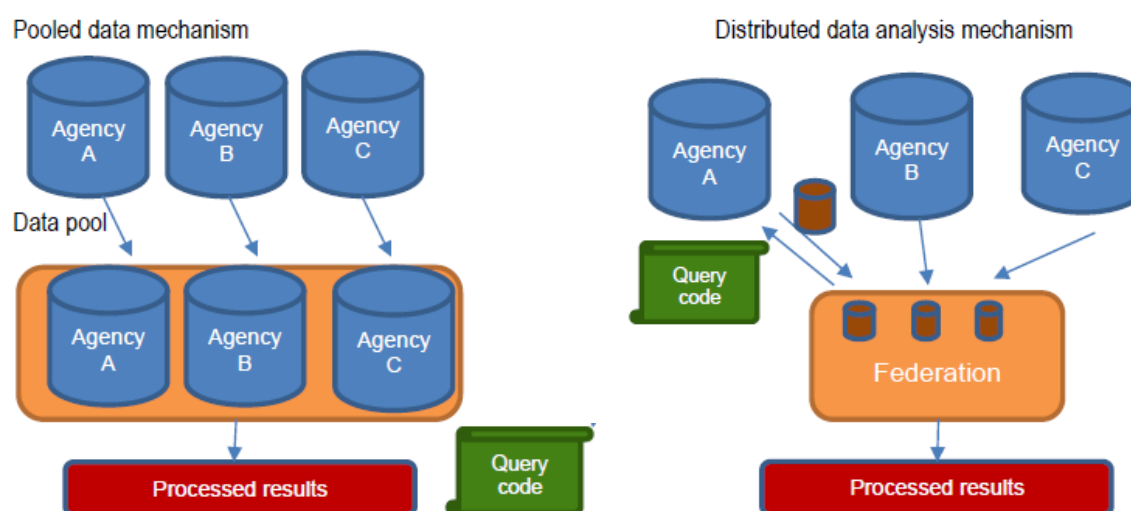 Pooled data mechanism
Agency
A
Agency
B
Agency
C
Data pool
Agency
A
Agency
B
Agency
C
Processed results
Query
code
Distributed data analysis mechanism
Agency
A
Agency
B
Agency
C
Query
code
Federation
Processed results